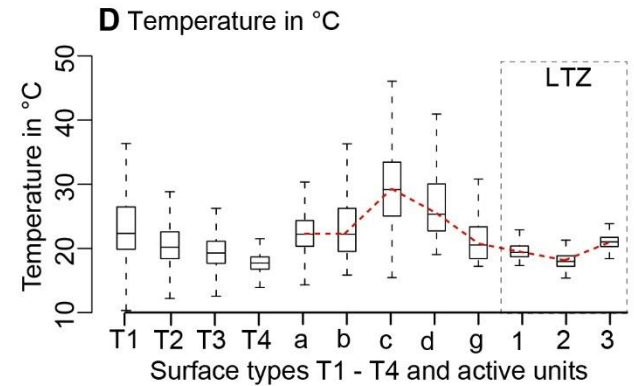 D Temperature in °C
Temperature in °C
50
40
30
20
10
LTZ
T1 T2 T3 T4 a b c d g 1 2 3
Surface types T1 - T4 and active units